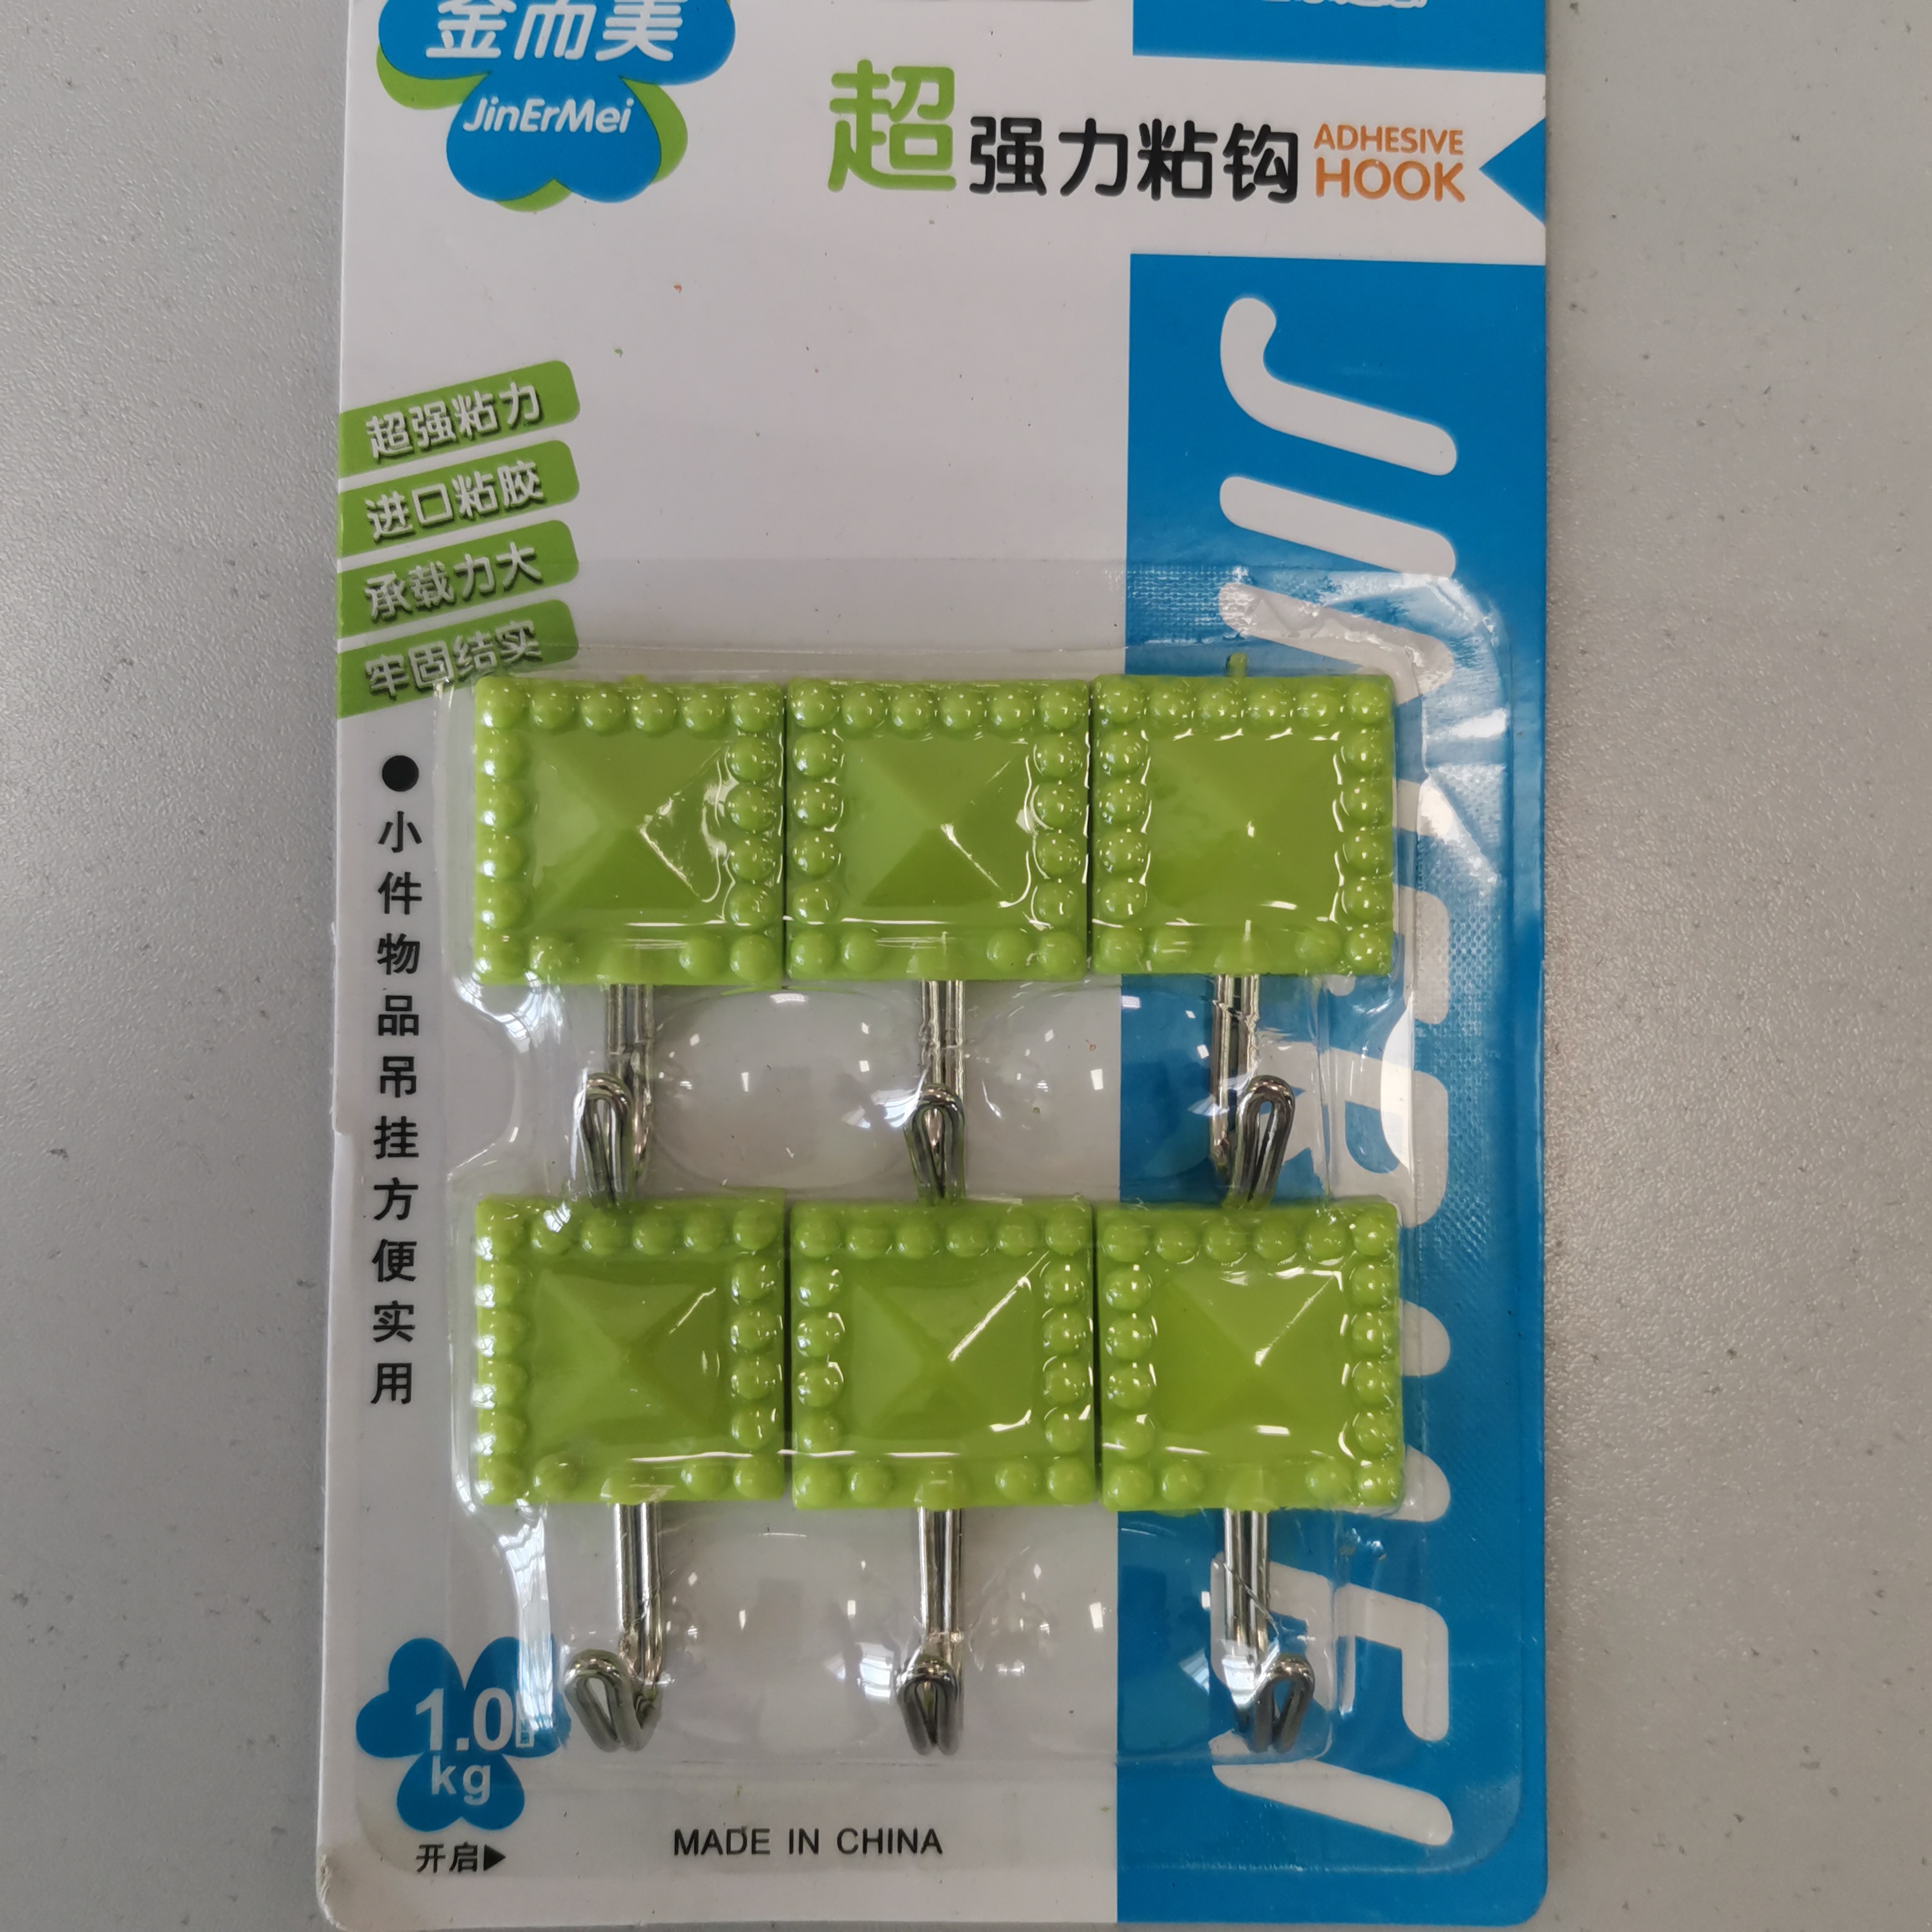 金而美
JinErMei
超强力粘钩
ADHESIVE
HOOK
超强粘力
进口粘胶
承载力大
牢固结实
●小件物品吊挂方便实用
JINERMEI
1.0
kg
开启▶
MADE IN CHINA